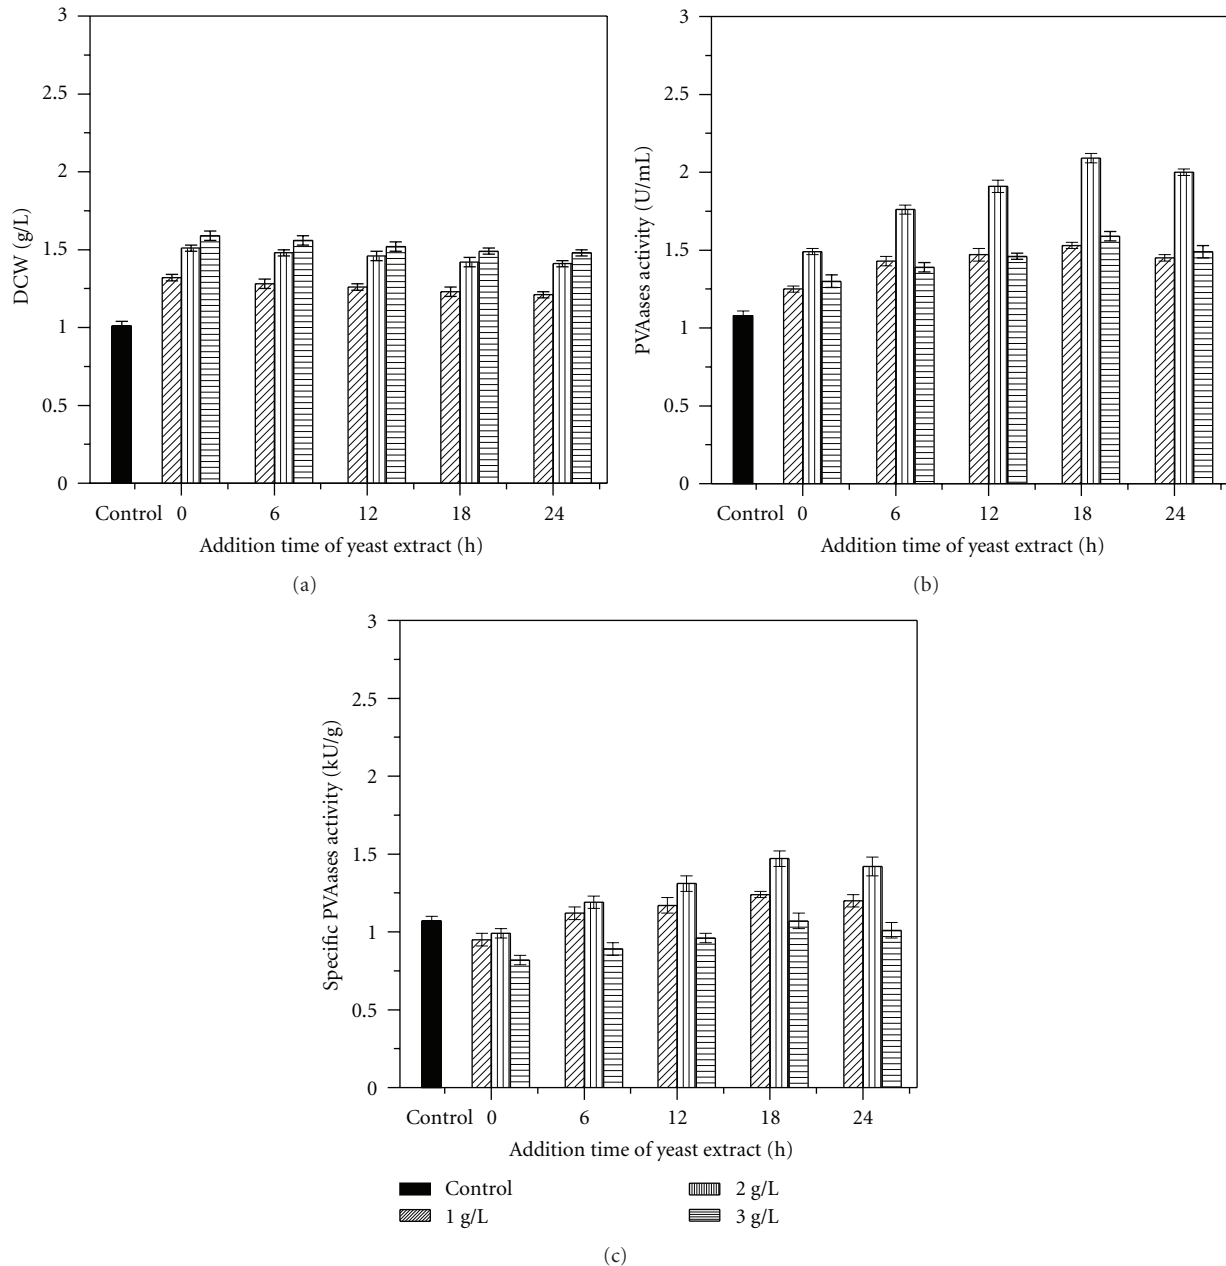 3
2.5
2
1.5
1
0.5
0
DCW (g/L)
Control 0 6 12 18 24
Addition time of yeast extract (h)
(a)
3
2.5
2
1.5
1
0.5
0
PVAases activity (U/mL)
Control 0 6 12 18 24
Addition time of yeast extract (h)
(b)
3
2.5
2
1.5
1
0.5
0
Specific PVAases activity (kU/g)
Control 0 6 12 18 24
Addition time of yeast extract (h)
Control 2 g/L
1 g/L 3 g/L
(c)